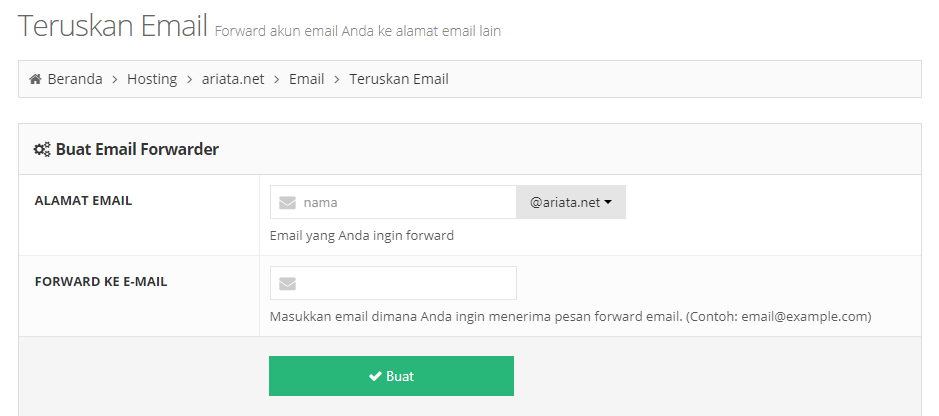 Teruskan Email Forward akun email Anda ke alamat email lain
Beranda > Hosting > ariata.net > Email > Teruskan Email
Buat Email Forwarder
ALAMAT EMAIL
nama @ariata.net
Email yang Anda ingin forward
FORWARD KE E-MAIL
Masukkan email dimana Anda ingin menerima pesan forward email. (Contoh: email@example.com)
Buat